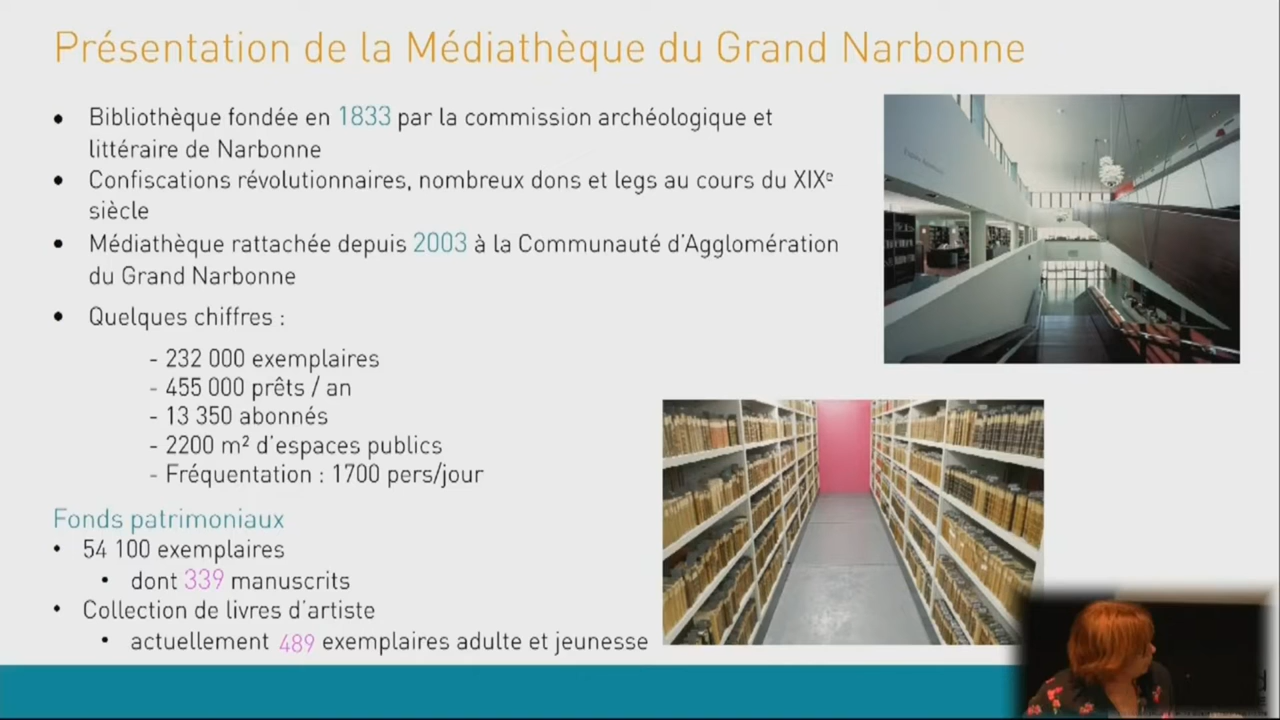 Présentation de la Médiathèque du Grand Narbonne
• Bibliothèque fondée en 1833 par la commission archéologique et
littéraire de Narbonne
• Confiscations révolutionnaires, nombreux dons et legs au cours du XIXᵉ
siècle
• Médiathèque rattachée depuis 2003 à la Communauté d'Agglomération
du Grand Narbonne
• Quelques chiffres :
- 232 000 exemplaires
- 455 000 prêts / an
- 13 350 abonnés
- 2200 m² d'espaces publics
- Fréquentation : 1700 pers/jour
Fonds patrimoniaux
• 54 100 exemplaires
• dont 339 manuscrits
• Collection de livres d'artiste
• actuellement 489 exemplaires adulte et jeunesse